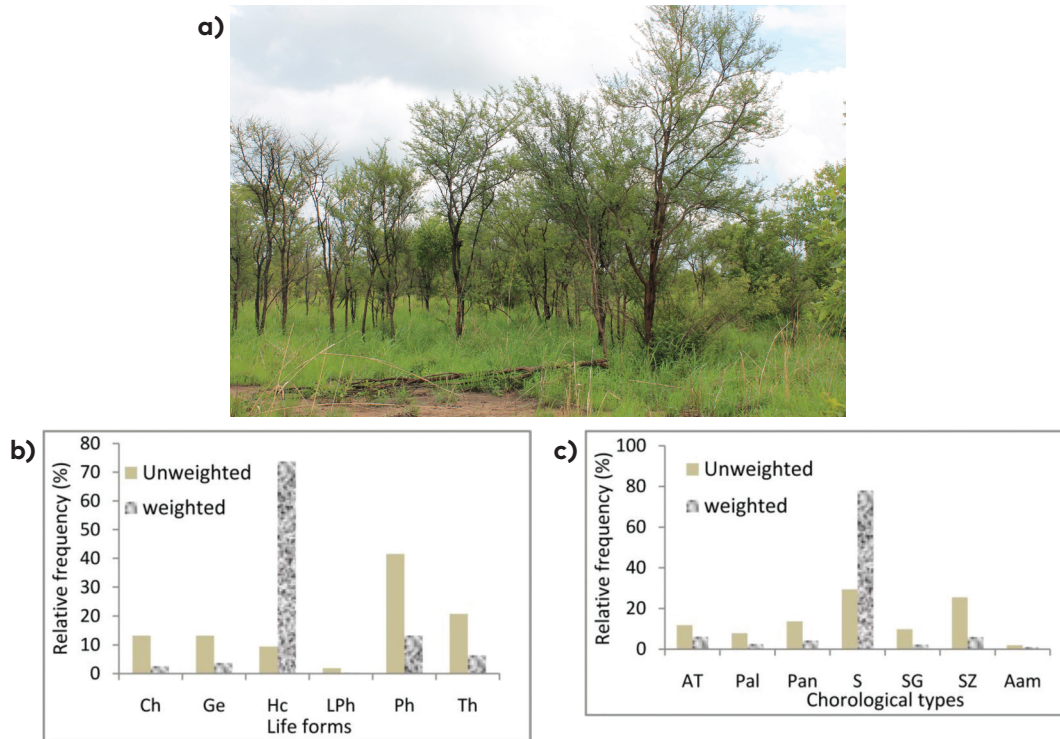 a)
b)
80
70
60
50
40
30
20
10
0
Relative frequency (%)
Unweighted
weighted
Ch Ge Hc LPh Ph Th
Life forms
c)
100
80
60
40
20
0
Relative frequency (%)
Unweighted
weighted
AT Pal Pan S SG SZ Aam
Chorological types